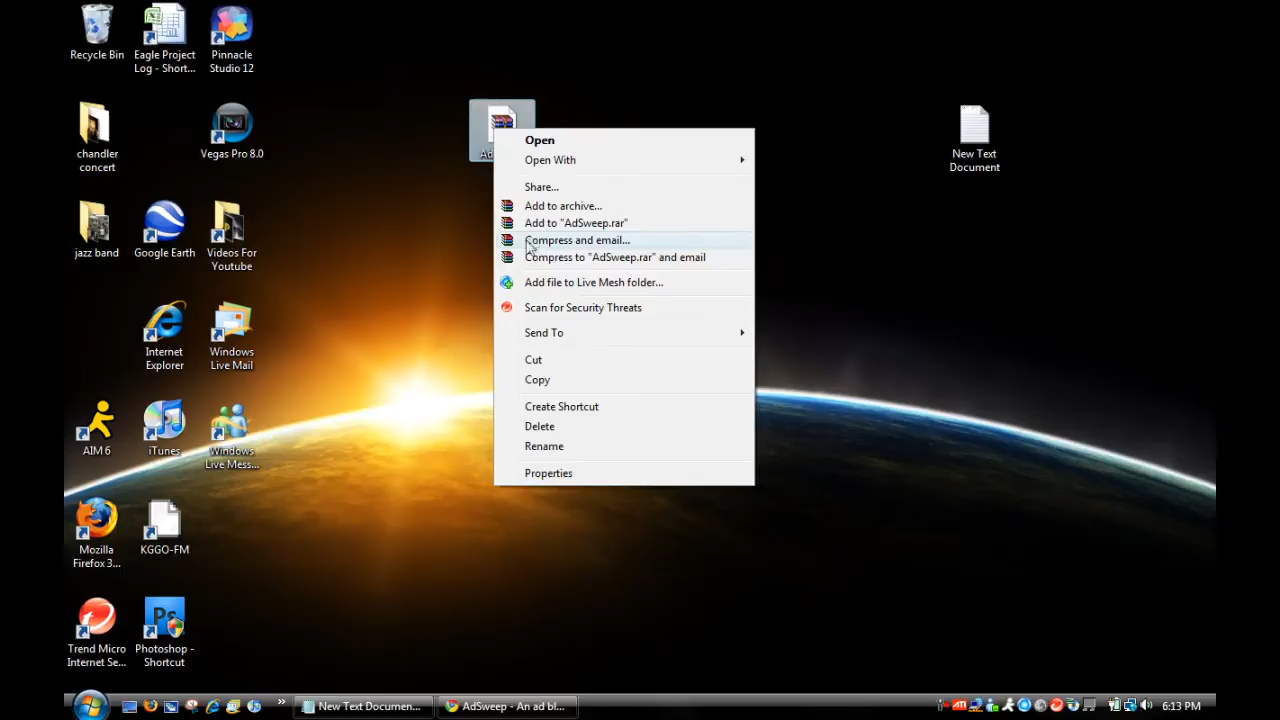 Recycle Bin
Eagle Project
Log - Short...
Pinnacle
Studio 12
chandler
concert
Vegas Pro 8.0
New Text
Document
jazz band
Google Earth
Videos For
Youtube
Internet
Explorer
Windows
Live Mail
AIM 6
iTunes
Windows
Live Mess...
Mozilla
Firefox 3...
KGGO-FM
Trend Micro
Internet Se...
Photoshop -
Shortcut
Ps
Open
Open With
Share...
Add to archive...
Add to "AdSweep.rar"
Compress and email...
Compress to "AdSweep.rar" and email
Add file to Live Mesh folder...
Scan for Security Threats
Send To
Cut
Copy
Create Shortcut
Delete
Rename
Properties
New Text Documen...
AdSweep - An ad bl...
ATI
6:13 PM